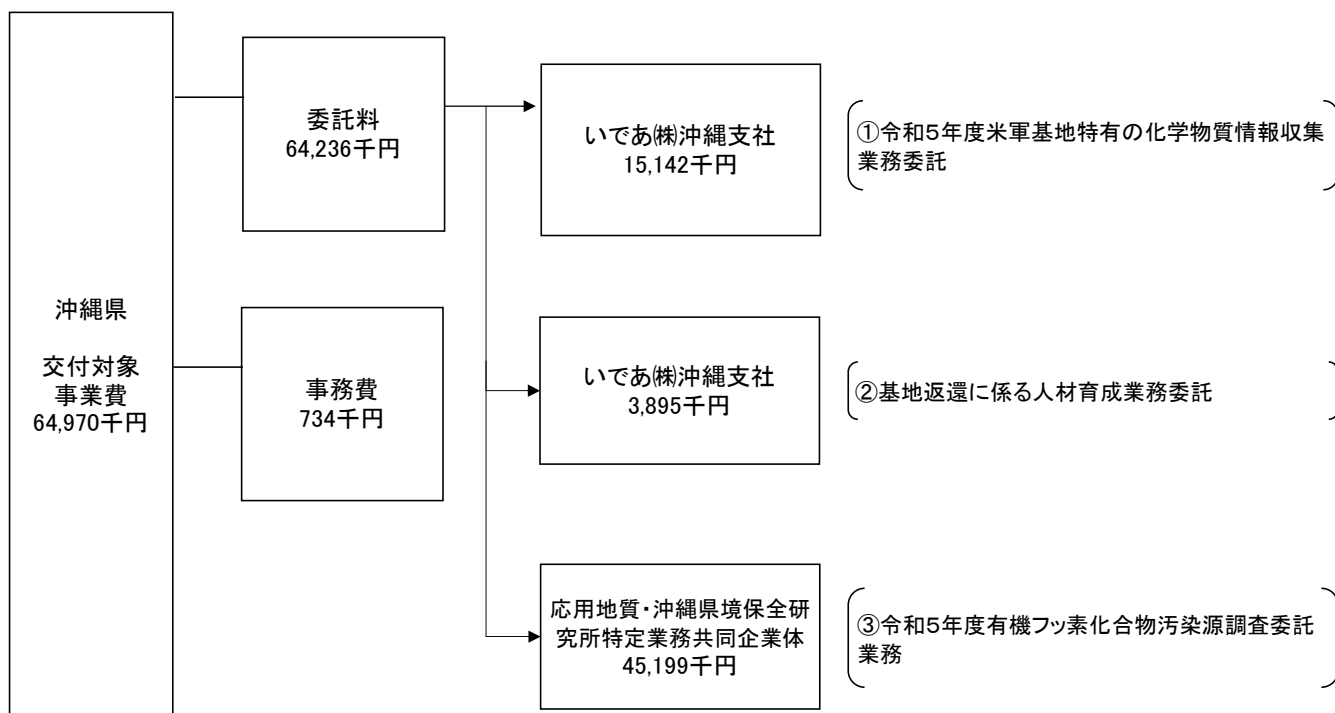 沖縄県
交付対象
事業費
64,970千円
委託料
64,236千円
事務費
734千円
いであ㈱沖縄支社
15,142千円
①令和5年度米軍基地特有の化学物質情報収集
業務委託
いであ㈱沖縄支社
3,895千円
②基地返還に係る人材育成業務委託
応用地質・沖縄県境保全研
究所特定業務共同企業体
45,199千円
③令和5年度有機フッ素化合物汚染源調査委託
業務